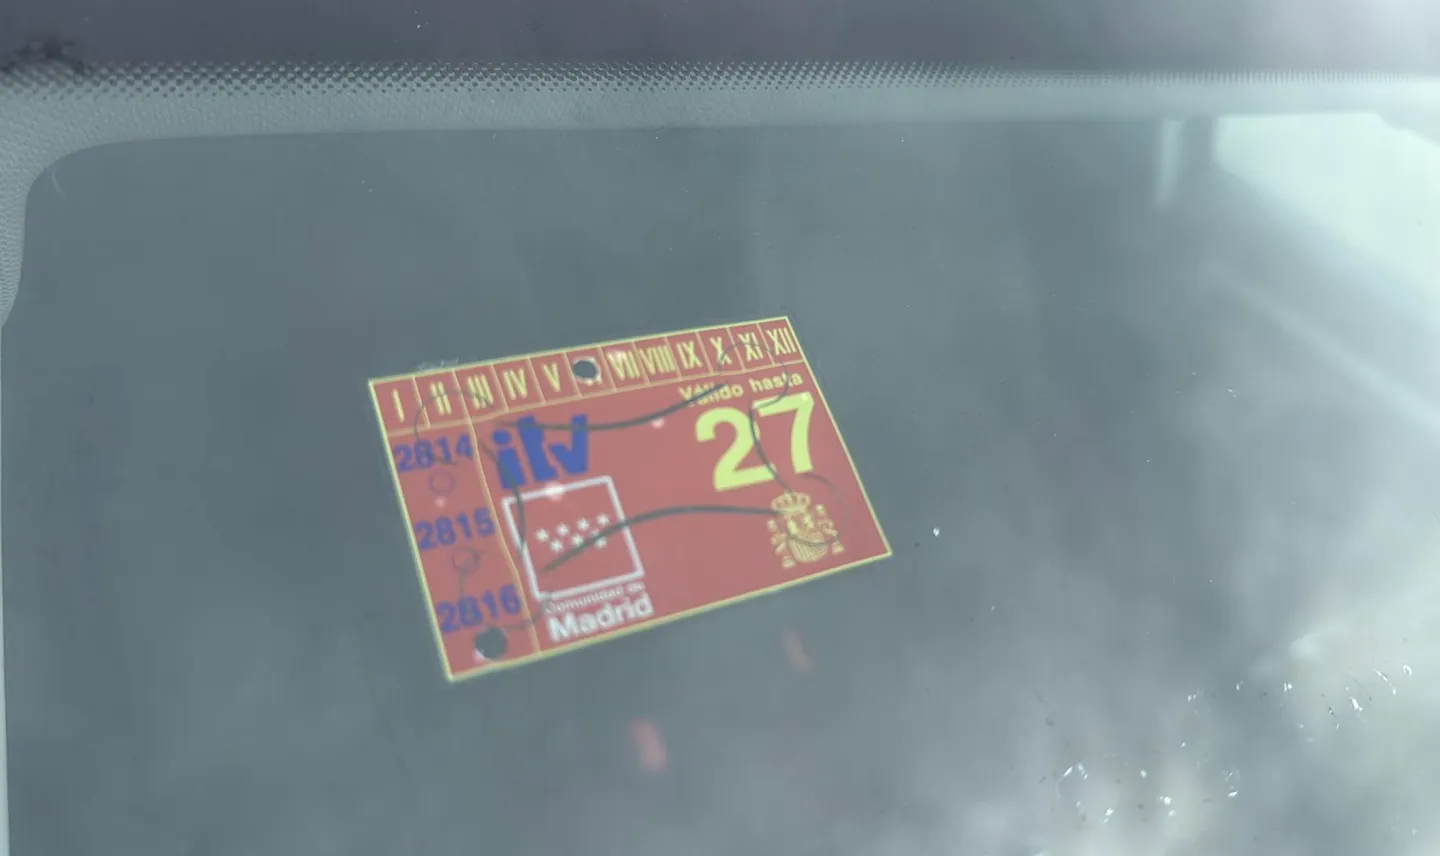 I II III IV V VII VIII IX X XI XII
Válido hasta
27
2814
itv
2815
2816
Comunidad de
Madrid